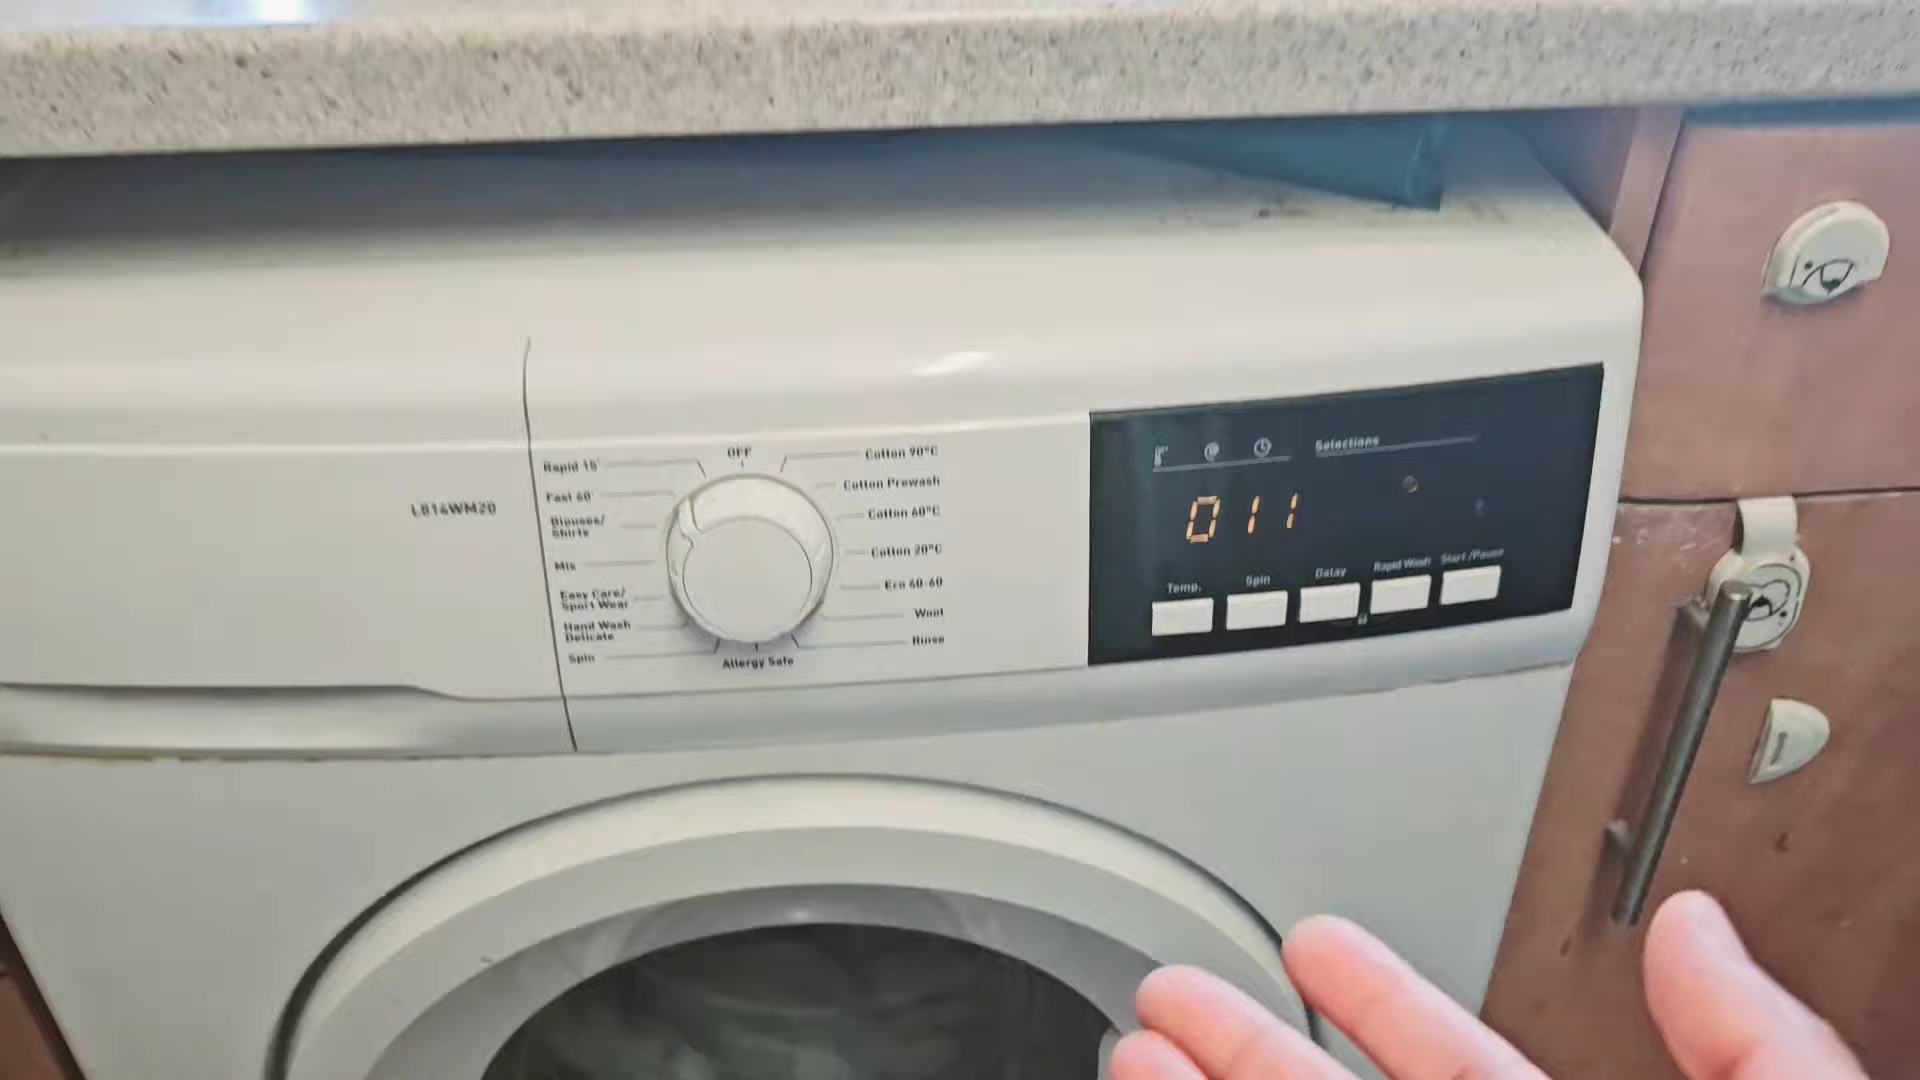 OFF
Rapid 15'
Fast 60'
Blouses/
Shirts
Mix
Easy Care/
Sport Wear
Hand Wash
Delicate
Spin
Allergy Safe
Cotton 90°C
Cotton Prewash
Cotton 60°C
Cotton 20°C
Eco 40-60
Wool
Rinse
LB14WM20
Selections
011
Temp.
Spin
Delay
Rapid Wash
Start/Pause